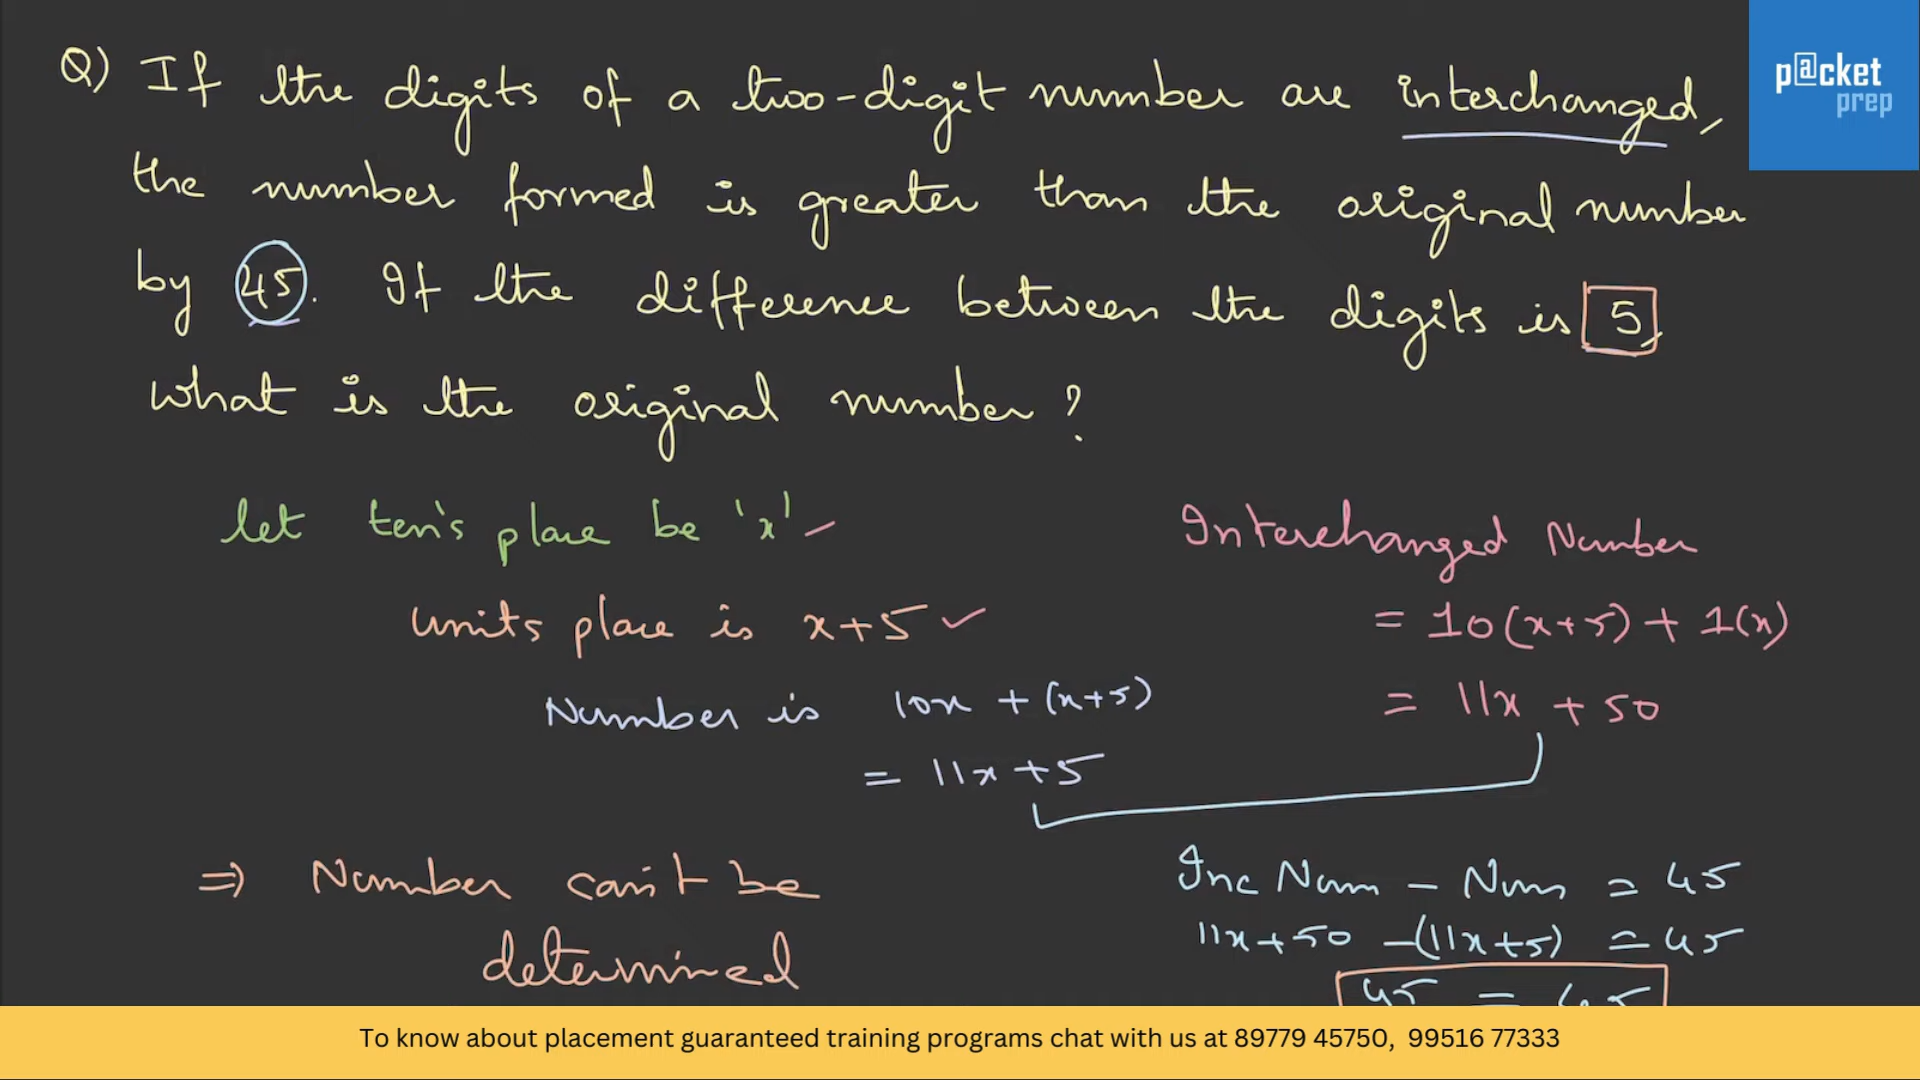 Q) If the digits of a two-digit number are interchanged,
the number formed is greater than the original number
by 45. If the difference between the digits is 5,
what is the original number?
p@cket
prep
let ten's place be 'x'
units place is x+5 ✓
Number is 10x + (x+5)
= 11x + 5
Interchanged Number
= 10(x+5) + 1(x)
= 11x + 50
⇒ Number can't be
determined
Inc Num - Num = 45
11x+50 -(11x+5) = 45
45 = 45
To know about placement guaranteed training programs chat with us at 89779 45750, 99516 77333